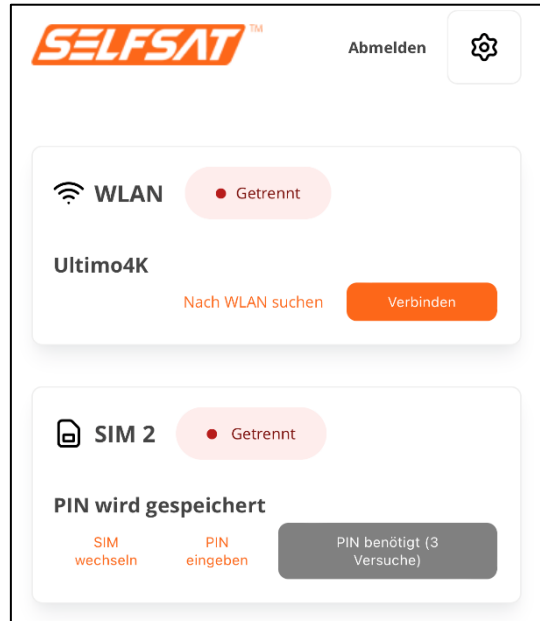 SELFSAT™
Abmelden
WLAN
Getrennt
Ultimo4K
Nach WLAN suchen
Verbinden
SIM 2
Getrennt
PIN wird gespeichert
SIM
wechseln
PIN
eingeben
PIN benötigt (3
Versuche)